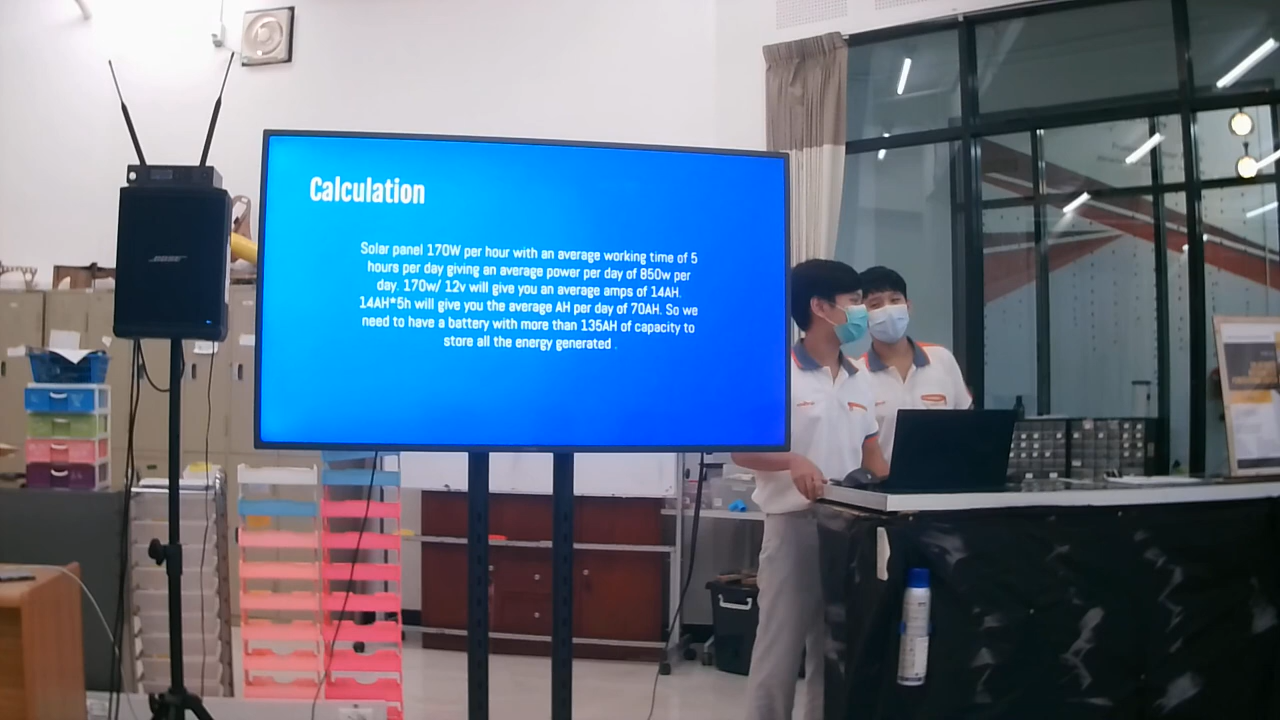 Calculation
Solar panel 170W per hour with an average working time of 5
hours per day giving an average power per day of 850w per
day. 170w/ 12v will give you an average amps of 14AH.
14AH*5h will give you the average AH per day of 70AH. So we
need to have a battery with more than 135AH of capacity to
store all the energy generated .
BOSE